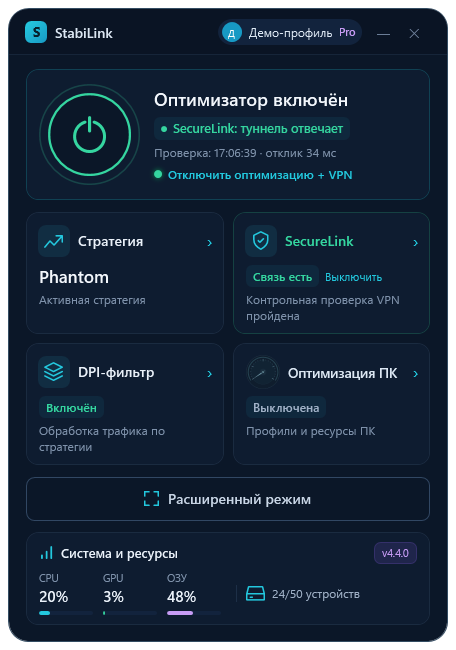 S StabiLink
Д Демо-профиль Pro
Оптимизатор включён
SecureLink: туннель отвечает
Проверка: 17:06:39 · отклик 34 мс
Отключить оптимизацию + VPN
Стратегия
Phantom
Активная стратегия
SecureLink
Связь есть Выключить
Контрольная проверка VPN
пройдена
DPI-фильтр
Включён
Обработка трафика по
стратегии
Оптимизация ПК
Выключена
Профили и ресурсы ПК
Расширенный режим
Система и ресурсы
v4.4.0
CPU GPU ОЗУ
20% 3% 48%
24/50 устройств